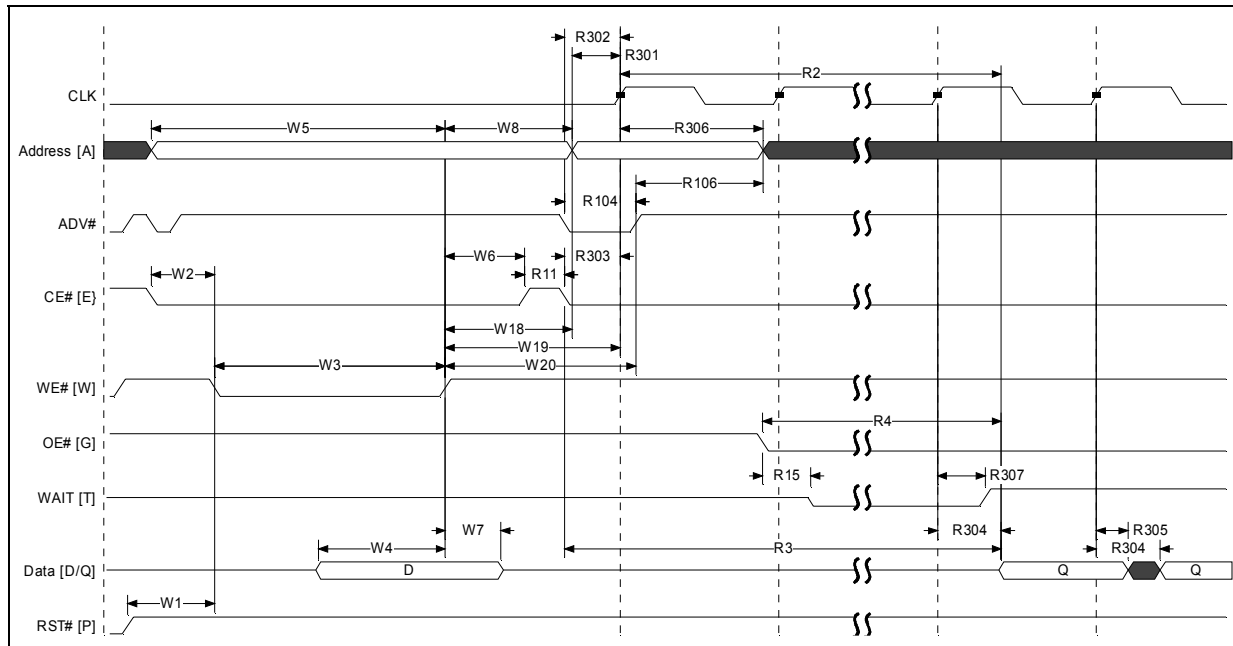 R302
R301
R2
CLK
W5
W8
R306
Address [A]
R106
R104
ADV#
W6
R303
W2
R11
CE# [E}
W18
W19
W3
W20
WE# [W]
R4
OE# [G]
R15
R307
WAIT [T]
W7
R304
R305
W4
R3
R304
Data [D/Q]
D
Q
Q
W1
RST# [P]